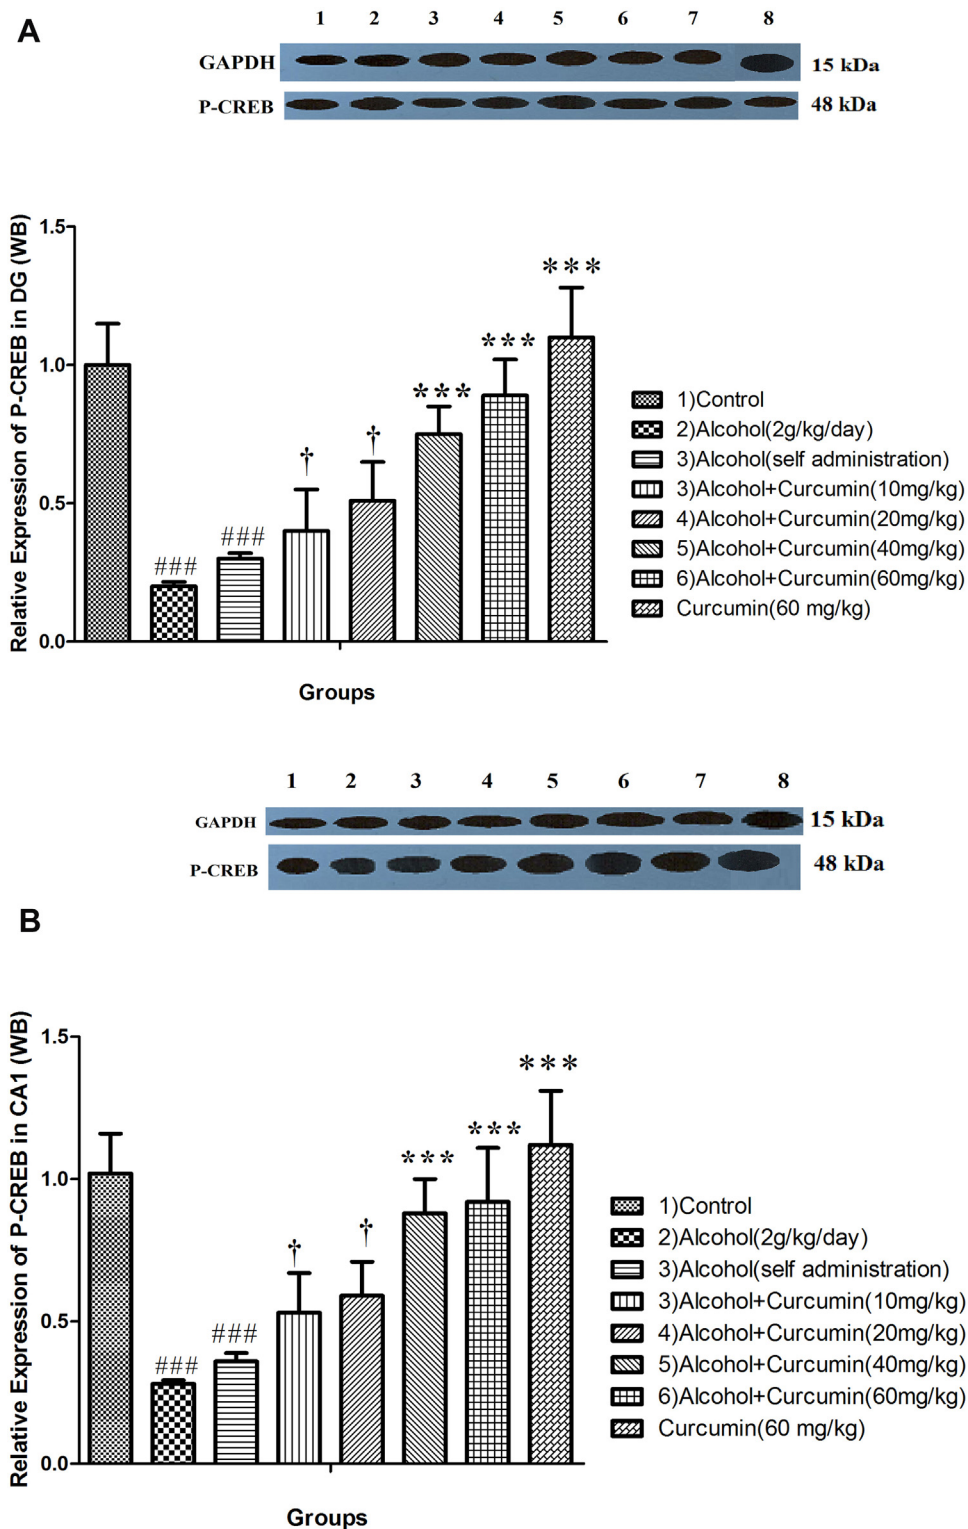 A
1 2 3 4 5 6 7 8
GAPDH 15 kDa
P-CREB 48 kDa
Relative Expression of P-CREB in DG (WB)
1.5
1.0
0.5
0.0
### ### † † *** *** ***
Groups
1)Control
2)Alcohol(2g/kg/day)
3)Alcohol(self administration)
3)Alcohol+Curcumin(10mg/kg)
4)Alcohol+Curcumin(20mg/kg)
5)Alcohol+Curcumin(40mg/kg)
6)Alcohol+Curcumin(60mg/kg)
Curcumin(60 mg/kg)
1 2 3 4 5 6 7 8
GAPDH 15 kDa
P-CREB 48 kDa
B
Relative Expression of P-CREB in CA1 (WB)
1.5
1.0
0.5
0.0
### ### † † *** *** ***
Groups
1)Control
2)Alcohol(2g/kg/day)
3)Alcohol(self administration)
3)Alcohol+Curcumin(10mg/kg)
4)Alcohol+Curcumin(20mg/kg)
5)Alcohol+Curcumin(40mg/kg)
6)Alcohol+Curcumin(60mg/kg)
Curcumin(60 mg/kg)